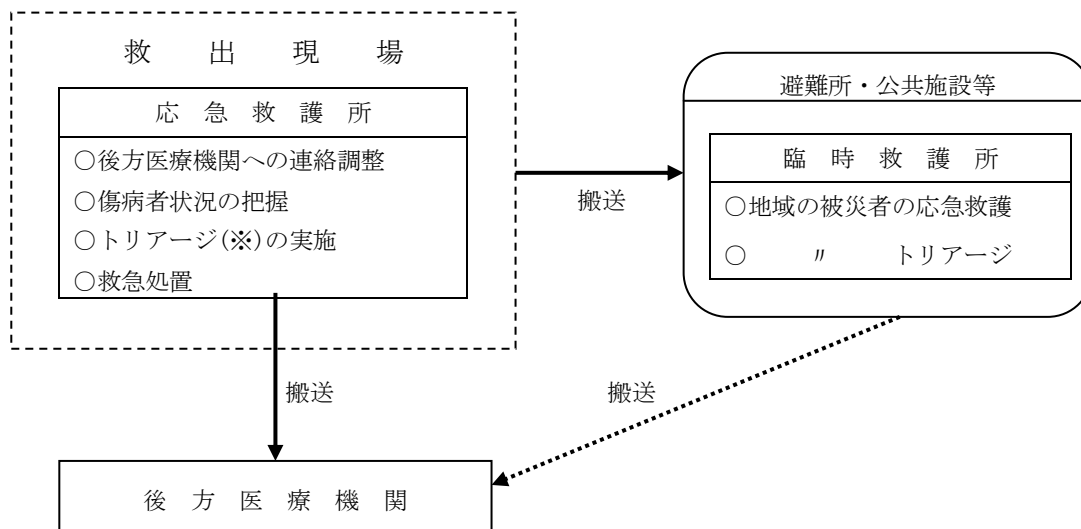 救出現場
応急救護所
○後方医療機関への連絡調整
○傷病者状況の把握
○トリアージ(※)の実施
○救急処置
搬送
避難所・公共施設等
臨時救護所
○地域の被災者の応急救護
○　〃　トリアージ
搬送
搬送
後方医療機関